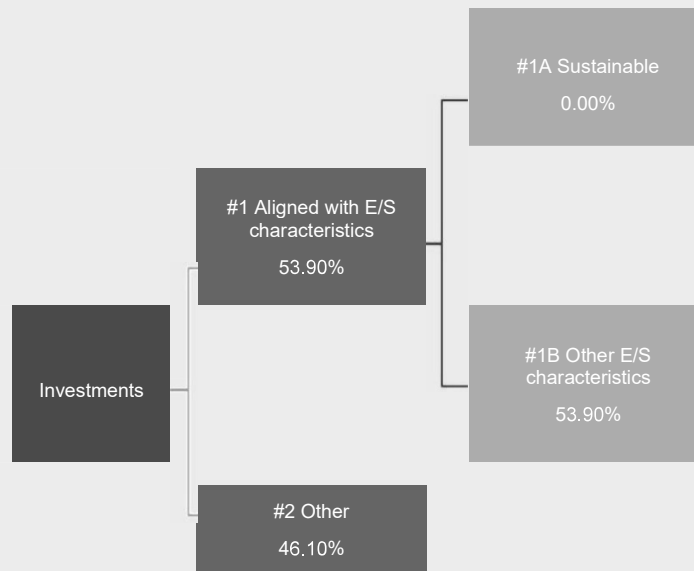 #1A Sustainable
0.00%
#1 Aligned with E/S
characteristics
53.90%
Investments
#1B Other E/S
characteristics
53.90%
#2 Other
46.10%